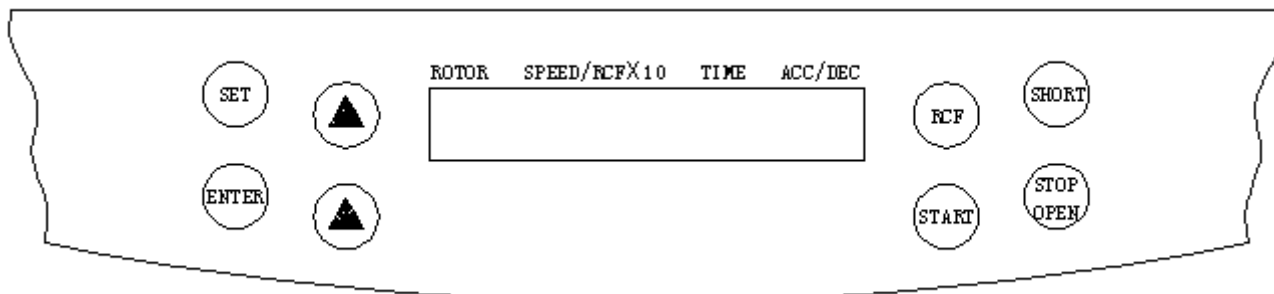 ROTOR SPEED/RCFX10 TIME ACC/DEC
SET
RCF
SHORT
ENTER
START
STOP
OPEN